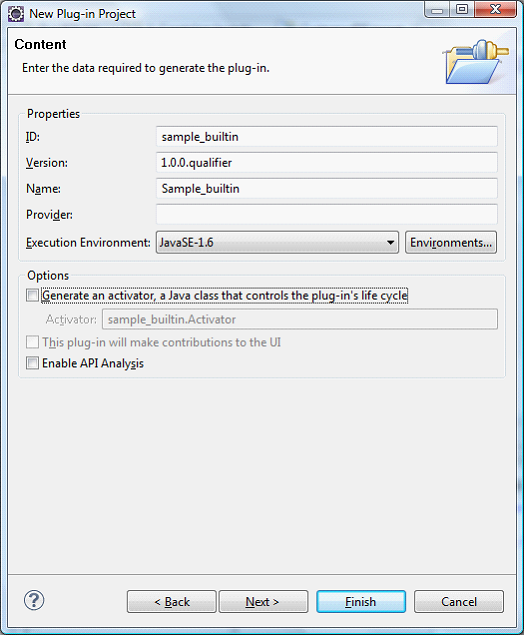 New Plug-in Project
Content
Enter the data required to generate the plug-in.
Properties
ID: sample_builtin
Version: 1.0.0.qualifier
Name: Sample_builtin
Provider:
Execution Environment: JavaSE-1.6 Environments...
Options
Generate an activator, a Java class that controls the plug-in's life cycle
Activator: sample_builtin.Activator
This plug-in will make contributions to the UI
Enable API Analysis
? < Back Next > Finish Cancel